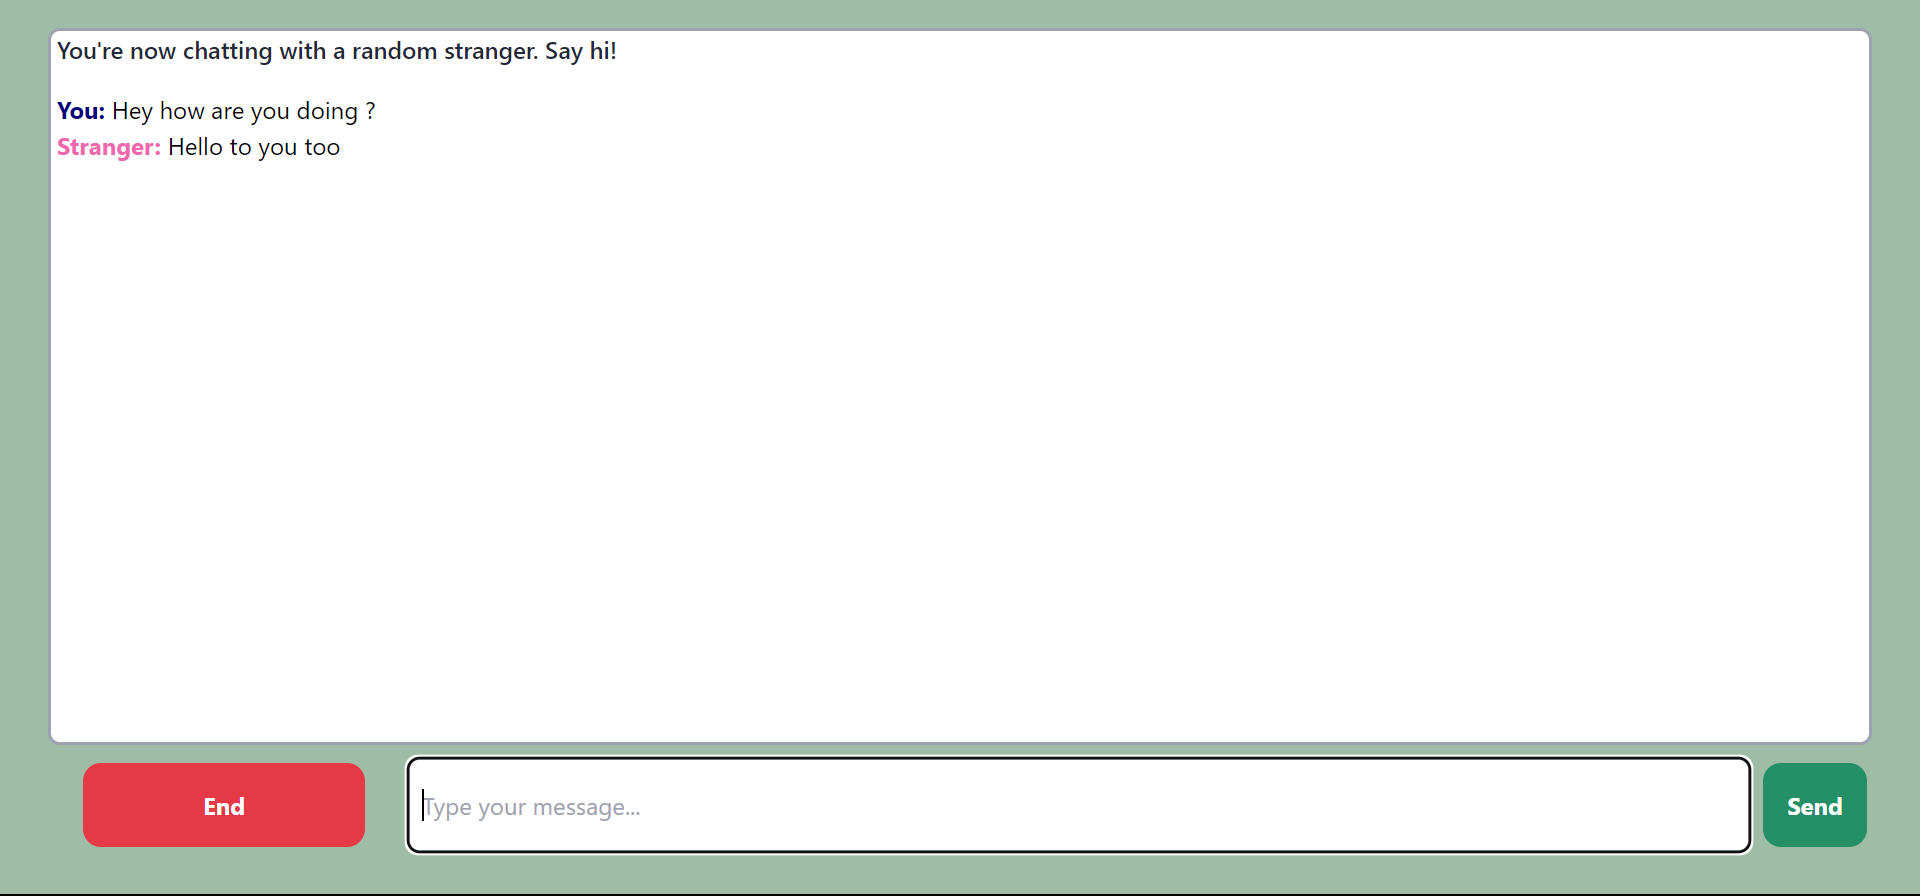 You're now chatting with a random stranger. Say hi!
You: Hey how are you doing ?
Stranger: Hello to you too
End
Type your message...
Send